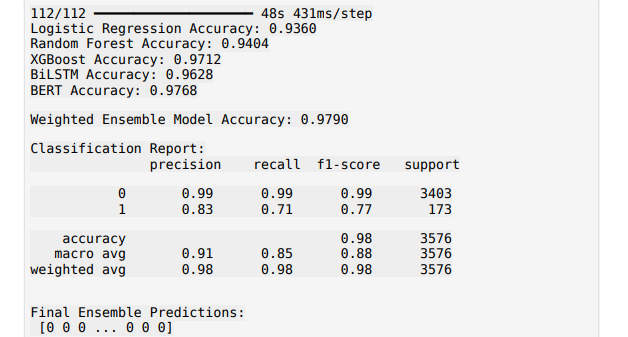 112/112 ━━━━━━━━━━━━━━━━━━━━ 48s 431ms/step
Logistic Regression Accuracy: 0.9360
Random Forest Accuracy: 0.9404
XGBoost Accuracy: 0.9712
BiLSTM Accuracy: 0.9628
BERT Accuracy: 0.9768
Weighted Ensemble Model Accuracy: 0.9790
Classification Report:
precision recall f1-score support
0 0.99 0.99 0.99 3403
1 0.83 0.71 0.77 173
accuracy 0.98 3576
macro avg 0.91 0.85 0.88 3576
weighted avg 0.98 0.98 0.98 3576
Final Ensemble Predictions:
[0 0 0 ... 0 0 0]